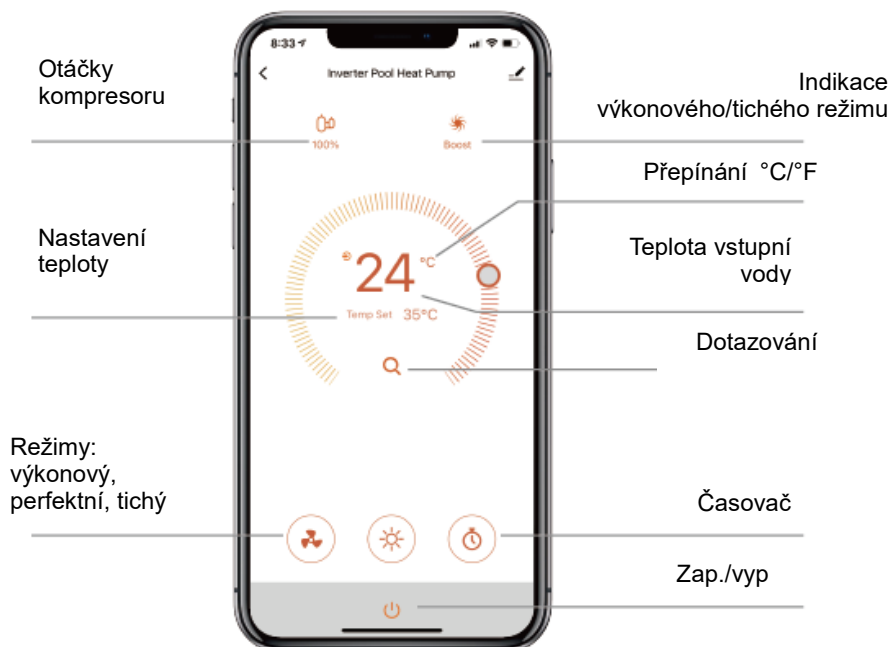 Otáčky
kompresoru
8:33
Inverter Pool Heat Pump
Indikace
výkonového/tichého režimu
100%
Boost
Přepínání °C/°F
Nastavení
teploty
24 °C
Teplota vstupní
vody
Temp Set 35°C
Dotazování
Režimy:
výkonový,
perfektní, tichý
Časovač
Zap./vyp